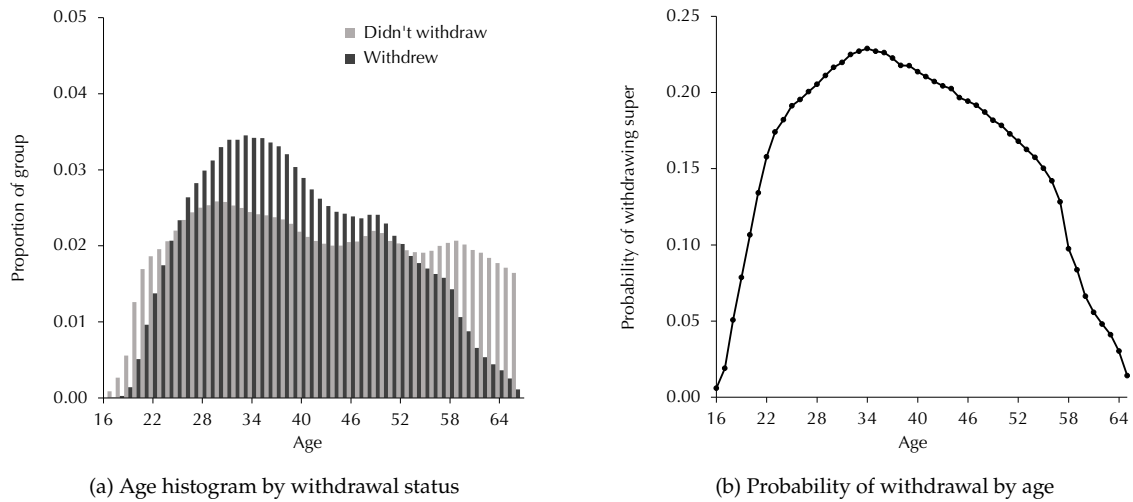 0.05
0.04
0.03
0.02
0.01
0.00
Proportion of group
Didn't withdraw
Withdrew
16 22 28 34 40 46 52 58 64
Age
(a) Age histogram by withdrawal status
0.25
0.20
0.15
0.10
0.05
0.00
Probability of withdrawing super
16 22 28 34 40 46 52 58 64
Age
(b) Probability of withdrawal by age